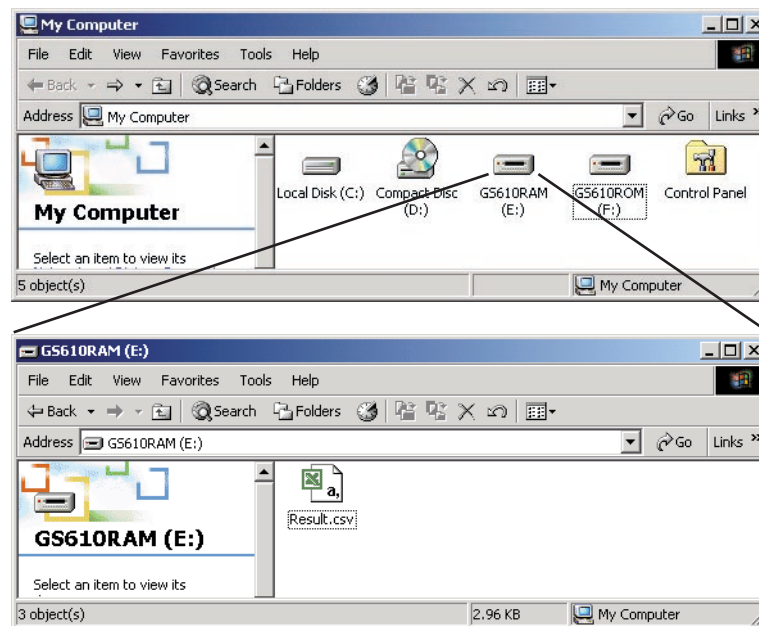 My Computer
File Edit View Favorites Tools Help
Back Search Folders
Address My Computer Go Links »
Local Disk (C:) Compact Disc (D:) GS610RAM (E:) GS610ROM (F:) Control Panel
My Computer
Select an item to view its
5 object(s) My Computer
GS610RAM (E:)
File Edit View Favorites Tools Help
Back Search Folders
Address GS610RAM (E:) Go Links »
a,
Result.csv
GS610RAM (E:)
Select an item to view its
3 object(s) 2.96 KB My Computer